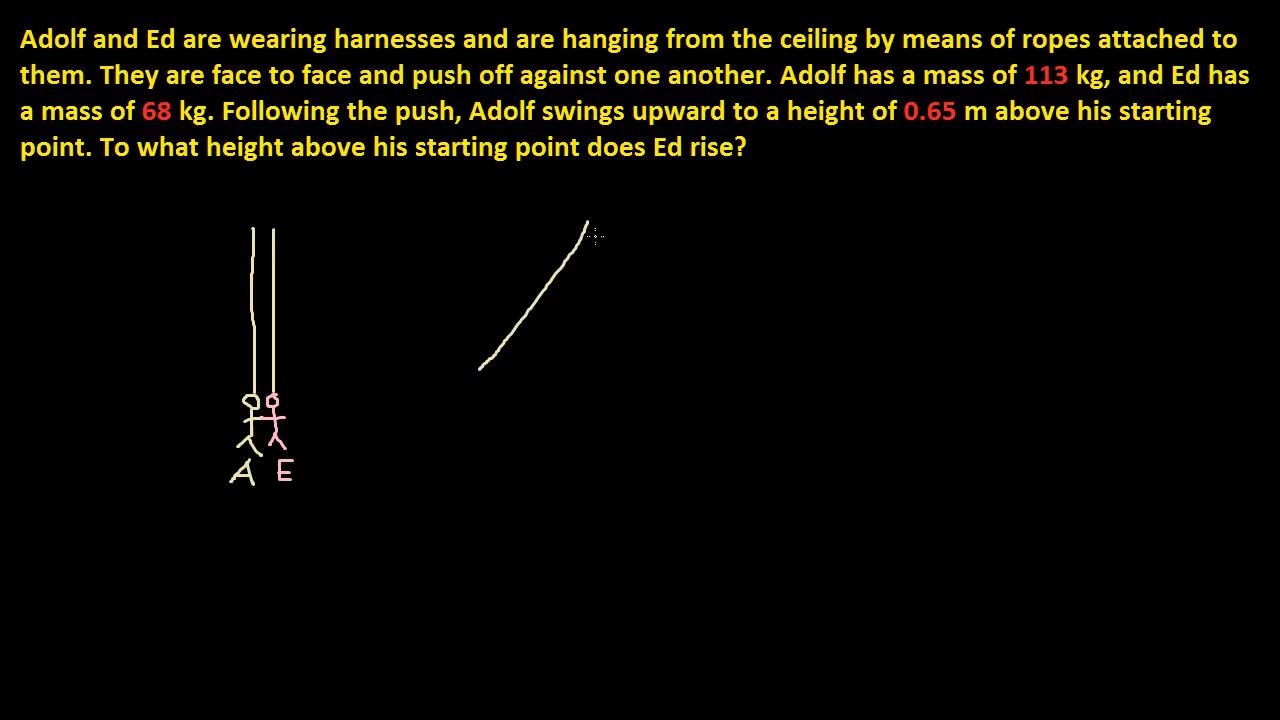 Adolf and Ed are wearing harnesses and are hanging from the ceiling by means of ropes attached to
them. They are face to face and push off against one another. Adolf has a mass of 113 kg, and Ed has
a mass of 68 kg. Following the push, Adolf swings upward to a height of 0.65 m above his starting
point. To what height above his starting point does Ed rise?
A E